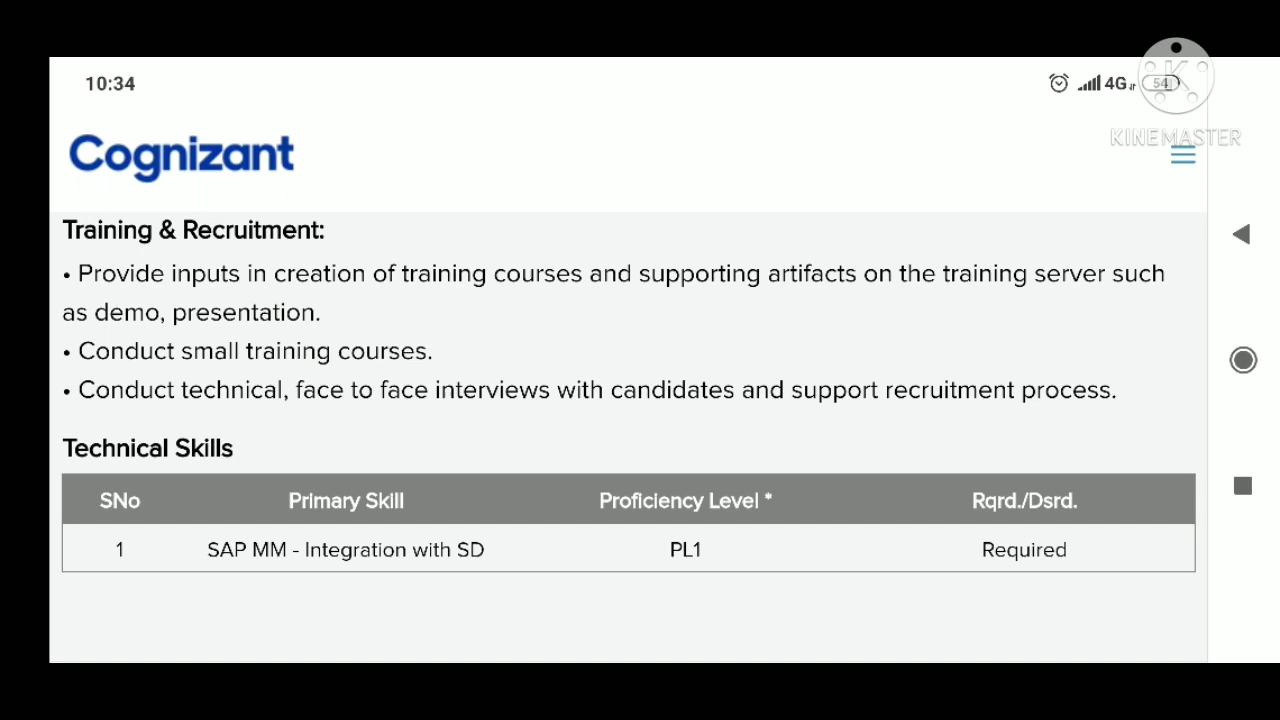 10:34
4G
54
KINEMASTER
Cognizant
Training & Recruitment:
• Provide inputs in creation of training courses and supporting artifacts on the training server such
as demo, presentation.
• Conduct small training courses.
• Conduct technical, face to face interviews with candidates and support recruitment process.
Technical Skills
SNo Primary Skill Proficiency Level * Rqrd./Dsrd.
1 SAP MM - Integration with SD PL1 Required